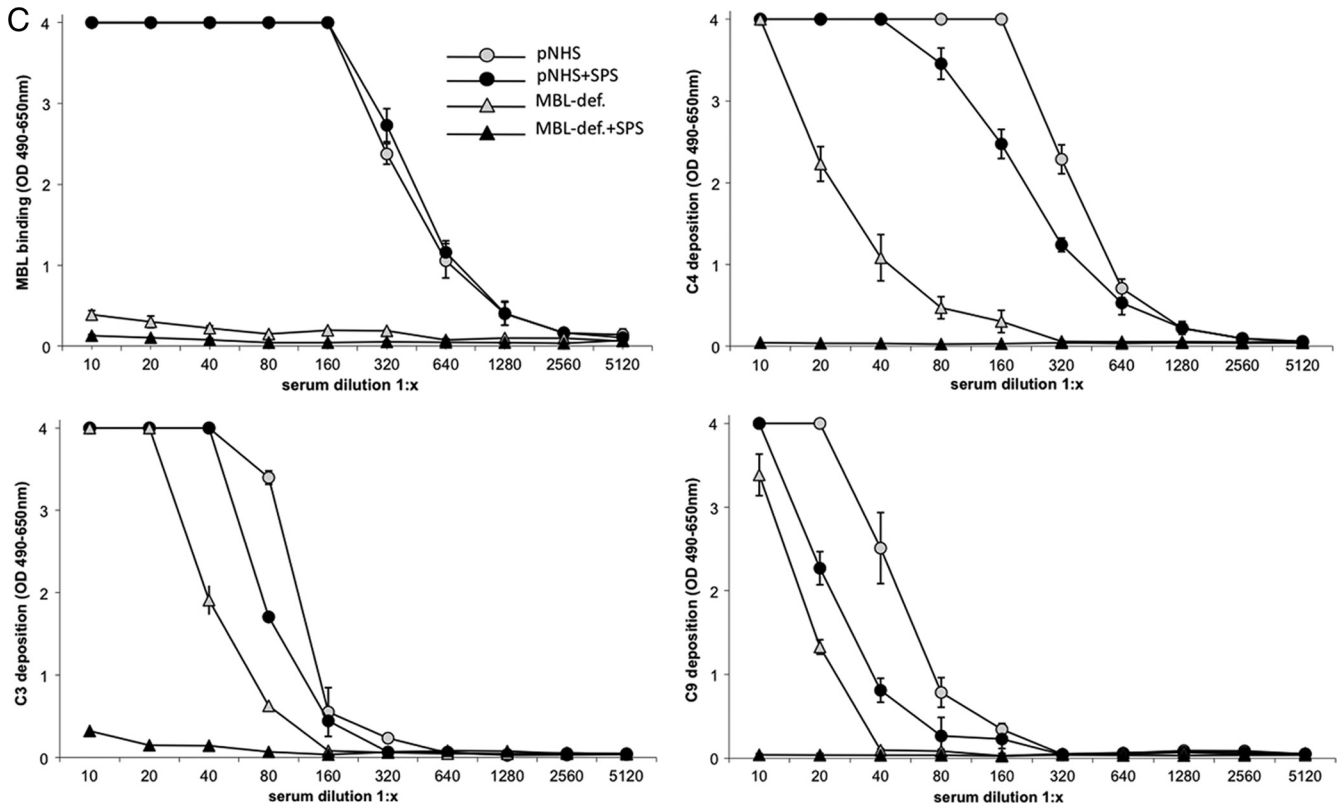 C
MBL binding (OD 490-650nm)
4
3
2
1
0
10 20 40 80 160 320 640 1280 2560 5120
serum dilution 1:x
pNHS
pNHS+SPS
MBL-def.
MBL-def.+SPS
C4 deposition (OD 490-650nm)
4
3
2
1
0
10 20 40 80 160 320 640 1280 2560 5120
serum dilution 1:x
C3 deposition (OD 490-650nm)
4
3
2
1
0
10 20 40 80 160 320 640 1280 2560 5120
serum dilution 1:x
C9 deposition (OD 490-650nm)
4
3
2
1
0
10 20 40 80 160 320 640 1280 2560 5120
serum dilution 1:x